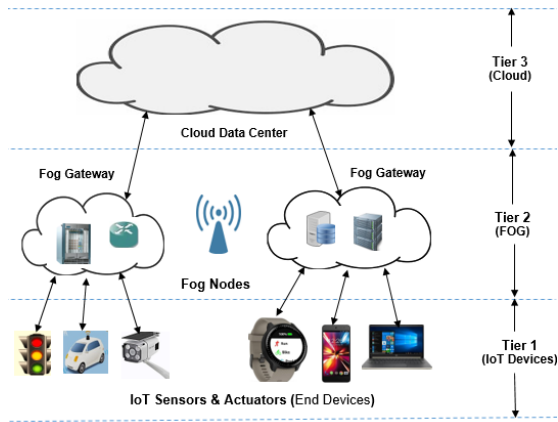 Tier 3
(Cloud)
Cloud Data Center
Fog Gateway
Fog Gateway
Tier 2
(FOG)
Fog Nodes
Tier 1
(IoT Devices)
IoT Sensors & Actuators (End Devices)